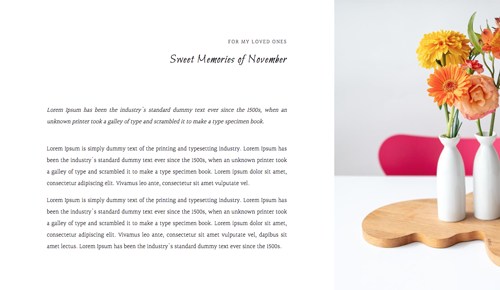 FOR MY LOVED ONES
Sweet Memories of November
Lorem Ipsum has been the industry's standard dummy text ever since the 1500s, when an
unknown printer took a galley of type and scrambled it to make a type specimen book.
Lorem Ipsum is simply dummy text of the printing and typesetting industry. Lorem Ipsum has
been the industry's standard dummy text ever since the 1500s, when an unknown printer took
a galley of type and scrambled it to make a type specimen book. Lorem ipsum dolor sit amet,
consectetur adipiscing elit. Vivamus leo ante, consectetur sit amet vulputate vel.
Lorem Ipsum is simply dummy text of the printing and typesetting industry. Lorem Ipsum has
been the industry's standard dummy text ever since the 1500s, when an unknown printer took
a galley of type and scrambled it to make a type specimen book. Lorem ipsum dolor sit amet,
consectetur adipiscing elit. Vivamus leo ante, consectetur sit amet vulputate vel, dapibus sit
amet lectus. Lorem Ipsum has been the industry's standard dummy text ever since the 1500s.